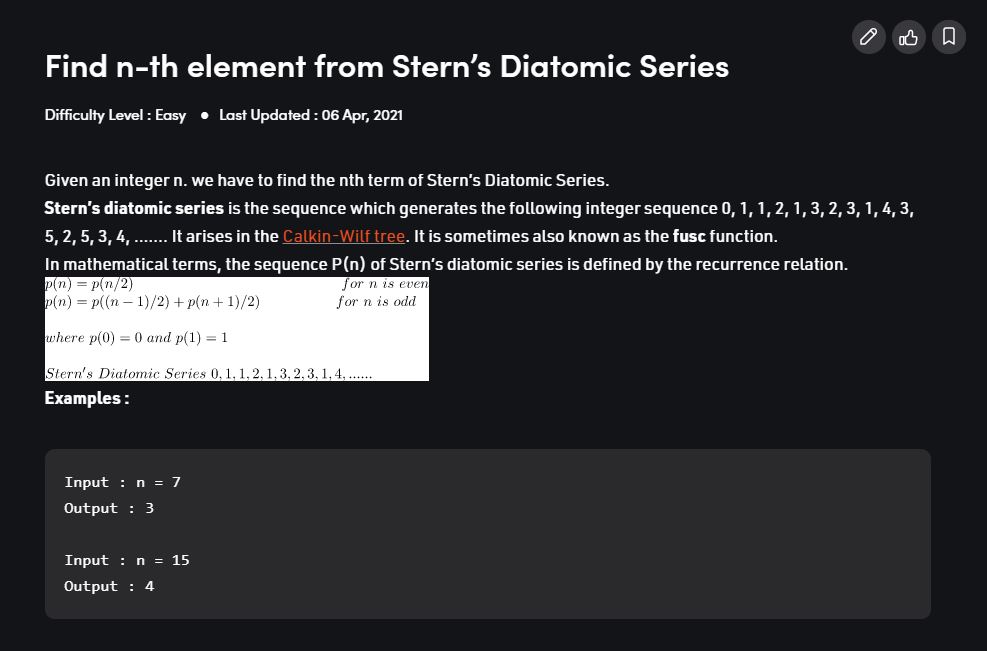 Find n-th element from Stern’s Diatomic Series
Difficulty Level : Easy ● Last Updated : 06 Apr, 2021
Given an integer n. we have to find the nth term of Stern’s Diatomic Series.
Stern’s diatomic series is the sequence which generates the following integer sequence 0, 1, 1, 2, 1, 3, 2, 3, 1, 4, 3,
5, 2, 5, 3, 4, ……. It arises in the Calkin-Wilf tree. It is sometimes also known as the fusc function.
In mathematical terms, the sequence P(n) of Stern’s diatomic series is defined by the recurrence relation.
p(n) = p(n/2) for n is even
p(n) = p((n − 1)/2) + p(n + 1)/2) for n is odd
where p(0) = 0 and p(1) = 1
Stern's Diatomic Series 0, 1, 1, 2, 1, 3, 2, 3, 1, 4, ......
Examples :
Input : n = 7
Output : 3
Input : n = 15
Output : 4